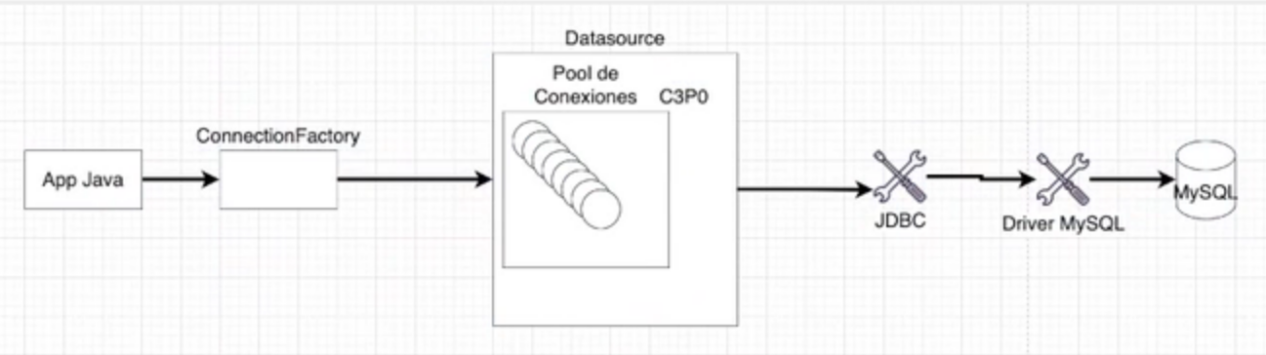 Datasource
Pool de
Conexiones
C3P0
ConnectionFactory
App Java
JDBC
Driver MySQL
MySQL